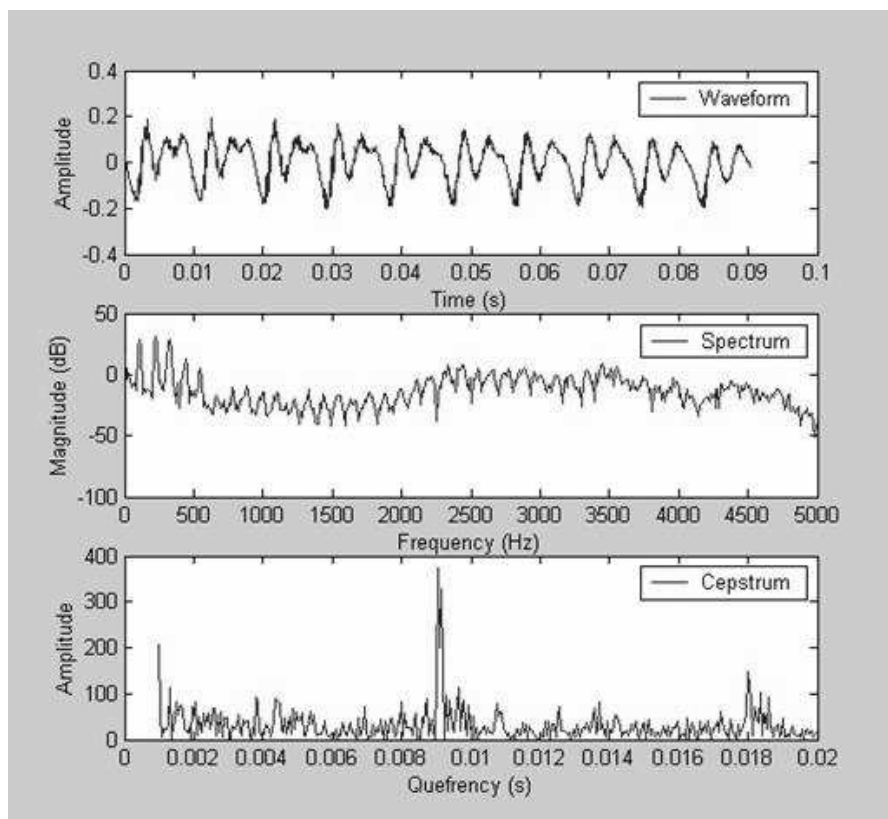 0.4
0.2
0
-0.2
-0.4
Amplitude
Waveform
0 0.01 0.02 0.03 0.04 0.05 0.06 0.07 0.08 0.09 0.1
Time (s)
50
0
-50
-100
Magnitude (dB)
Spectrum
0 500 1000 1500 2000 2500 3000 3500 4000 4500 5000
Frequency (Hz)
400
300
200
100
0
Amplitude
Cepstrum
0 0.002 0.004 0.006 0.008 0.01 0.012 0.014 0.016 0.018 0.02
Quefrency (s)